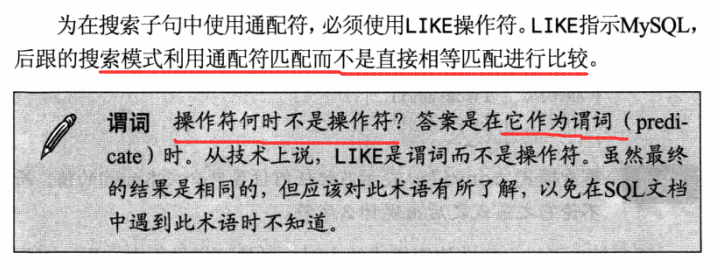 为在搜索子句中使用通配符，必须使用LIKE操作符。LIKE指示MySQL，
后跟的搜索模式利用通配符匹配而不是直接相等匹配进行比较。
谓词 操作符何时不是操作符？答案是在它作为谓词（predi-
cate）时。从技术上说，LIKE是谓词而不是操作符。虽然最终
的结果是相同的，但应该对此术语有所了解，以免在SQL文档
中遇到此术语时不知道。